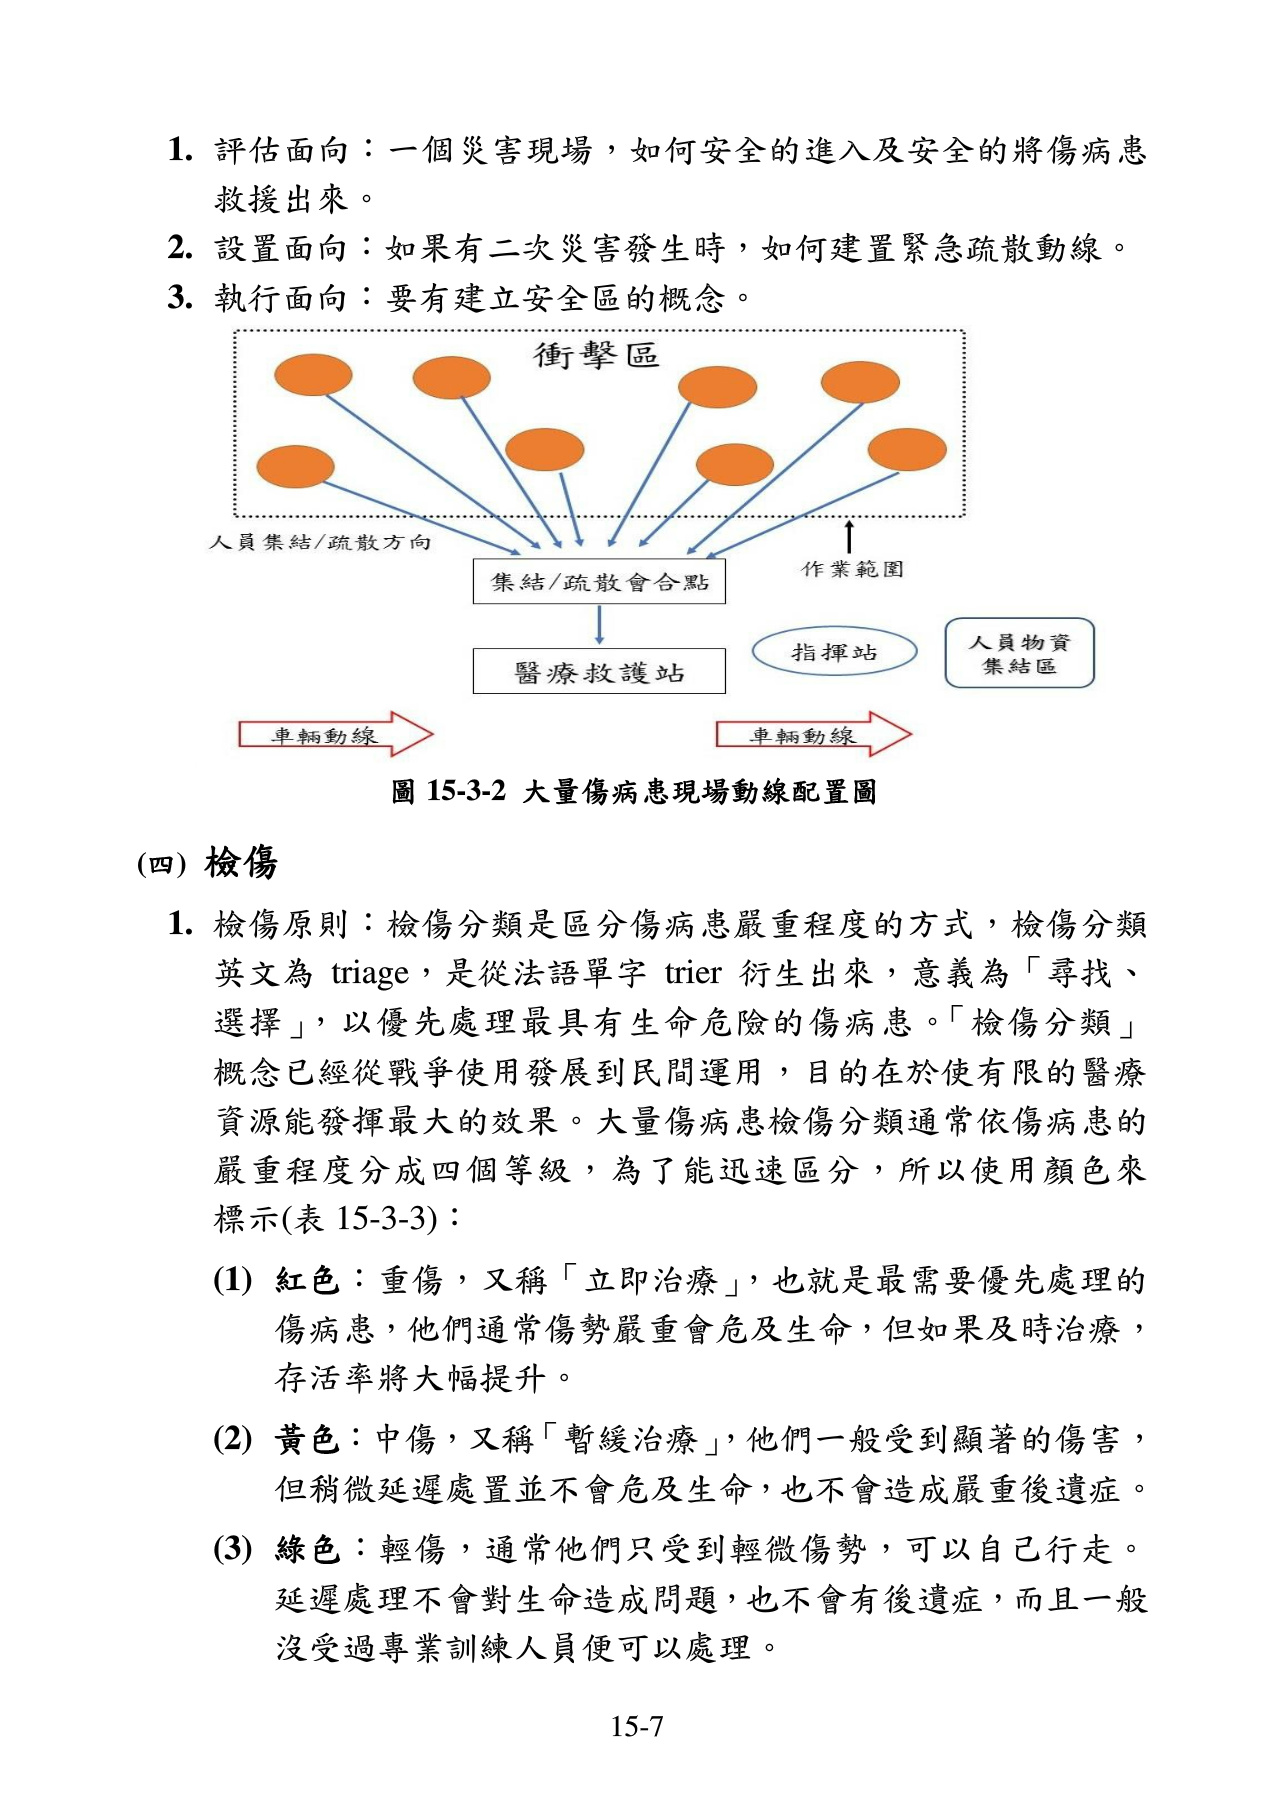 1. 評估面向：一個災害現場，如何安全的進入及安全的將傷病患
救援出來。
2. 設置面向：如果有二次災害發生時，如何建置緊急疏散動線。
3. 執行面向：要有建立安全區的概念。
衝擊區
人員集結/疏散方向
作業範圍
集結/疏散會合點
醫療救護站
指揮站
人員物資
集結區
車輛動線
車輛動線
圖 15-3-2 大量傷病患現場動線配置圖
(四) 檢傷
1. 檢傷原則：檢傷分類是區分傷病患嚴重程度的方式，檢傷分類
英文為 triage，是從法語單字 trier 衍生出來，意義為「尋找、
選擇」，以優先處理最具有生命危險的傷病患。「檢傷分類」
概念已經從戰爭使用發展到民間運用，目的在於使有限的醫療
資源能發揮最大的效果。大量傷病患檢傷分類通常依傷病患的
嚴重程度分成四個等級，為了能迅速區分，所以使用顏色來
標示(表 15-3-3)：
(1) 紅色：重傷，又稱「立即治療」，也就是最需要優先處理的
傷病患，他們通常傷勢嚴重會危及生命，但如果及時治療，
存活率將大幅提升。
(2) 黃色：中傷，又稱「暫緩治療」，他們一般受到顯著的傷害，
但稍微延遲處置並不會危及生命，也不會造成嚴重後遺症。
(3) 綠色：輕傷，通常他們只受到輕微傷勢，可以自己行走。
延遲處理不會對生命造成問題，也不會有後遺症，而且一般
沒受過專業訓練人員便可以處理。
15-7